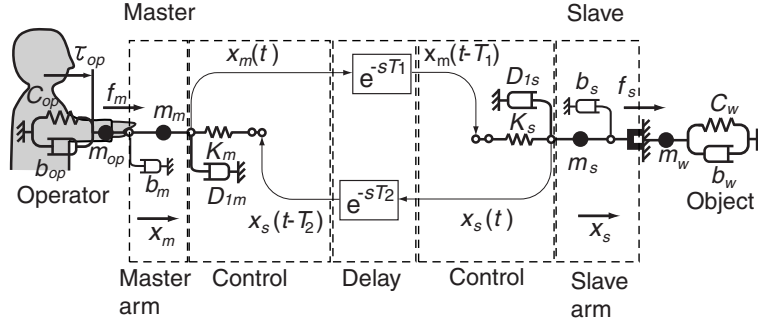 Master
Slave
τop
Cop
fm
mm
xm(t)
e-sT1
xm(t-T1)
D1s
bs
fs
Cw
Km
Ks
mop
bop
bm
D1m
ms
mw
bw
Operator
Object
e-sT2
xs(t-T2)
xs(t)
xm
xs
Master
arm
Control
Delay
Control
Slave
arm